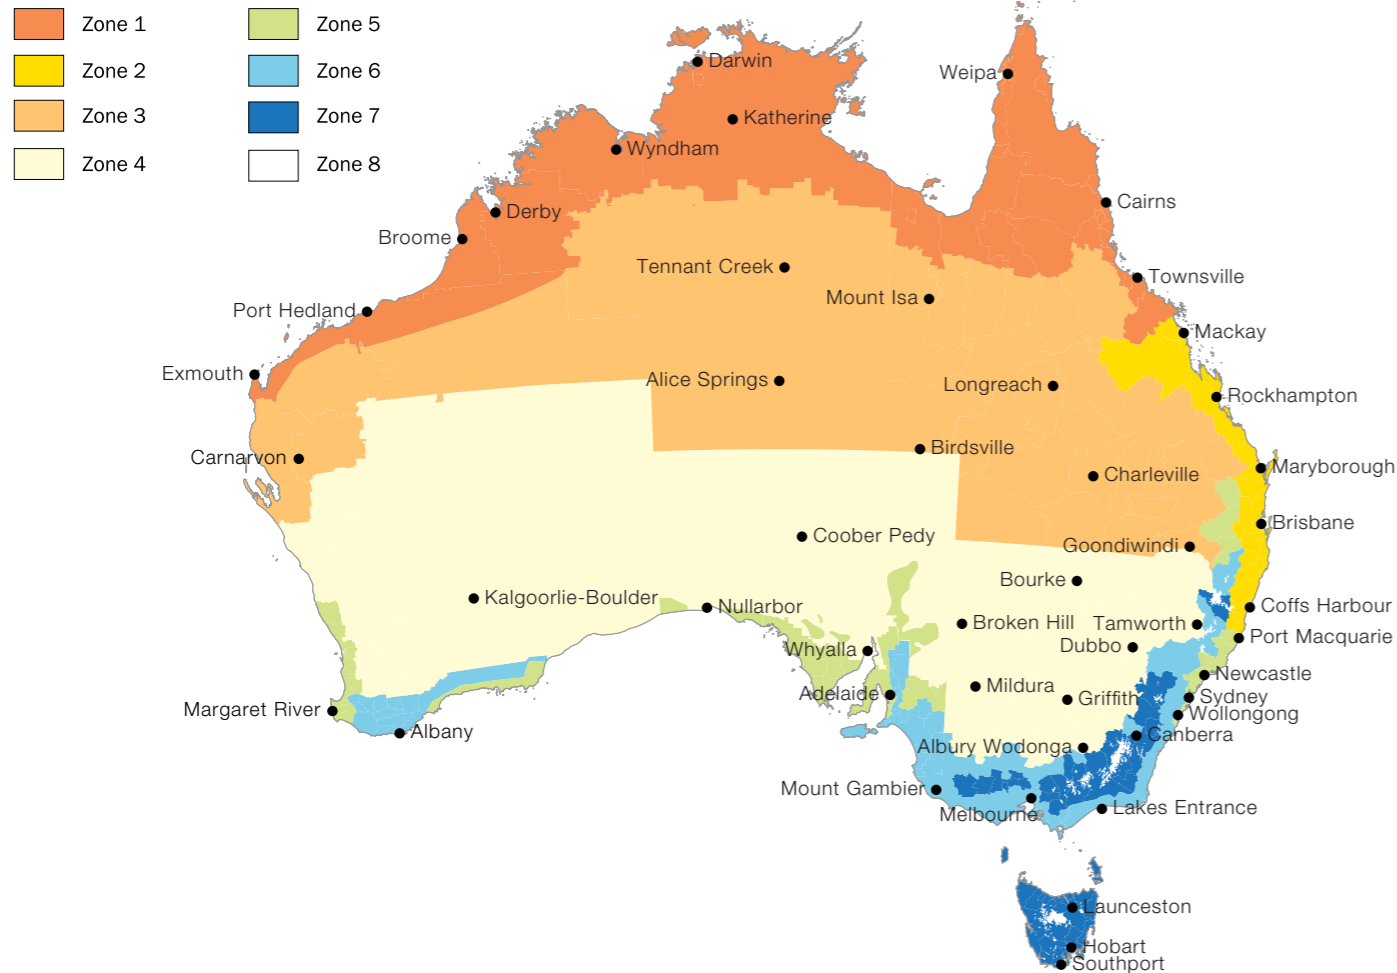 Zone 1
Zone 2
Zone 3
Zone 4
Zone 5
Zone 6
Zone 7
Zone 8
Darwin
Weipa
Katherine
Wyndham
Cairns
Derby
Broome
Tennant Creek
Townsville
Mount Isa
Port Hedland
Mackay
Exmouth
Alice Springs
Longreach
Rockhampton
Birdsville
Carnarvon
Maryborough
Charleville
Brisbane
Coober Pedy
Goondiwindi
Bourke
Kalgoorlie-Boulder
Nullarbor
Coffs Harbour
Broken Hill
Tamworth
Port Macquarie
Dubbo
Whyalla
Newcastle
Mildura
Adelaide
Griffith
Sydney
Margaret River
Wollongong
Albany
Canberra
Albury Wodonga
Mount Gambier
Lakes Entrance
Melbourne
Launceston
Hobart
Southport